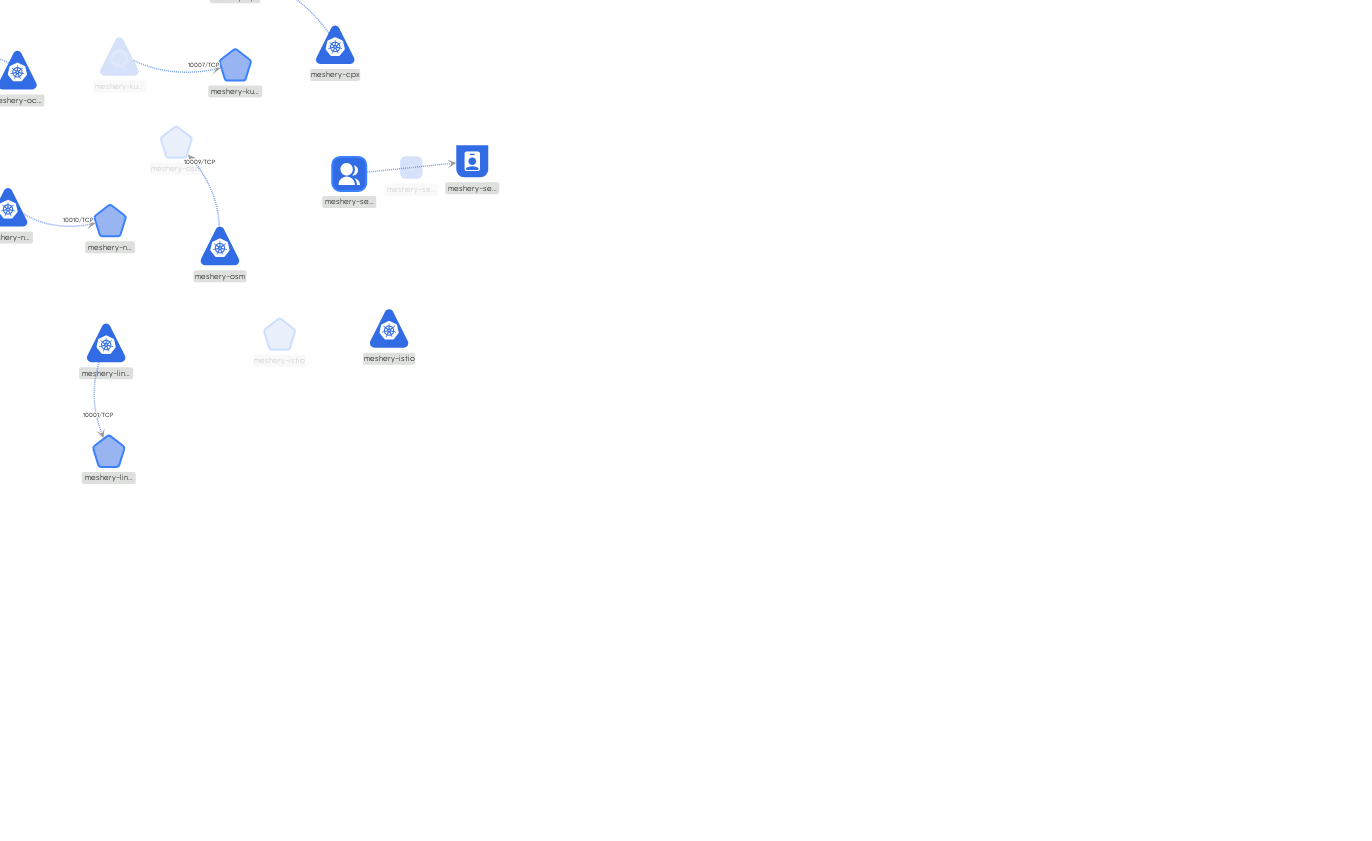 meshery-cpx
10007/TCP
meshery-ku...
meshery-ku...
eshery-oc...
10009/TCP
meshery-osm
meshery-se...
meshery-se...
meshery-se...
10010/TCP
hery-n...
meshery-n...
meshery-osm
meshery-istio
meshery-istio
meshery-lin...
10001/TCP
meshery-lin...